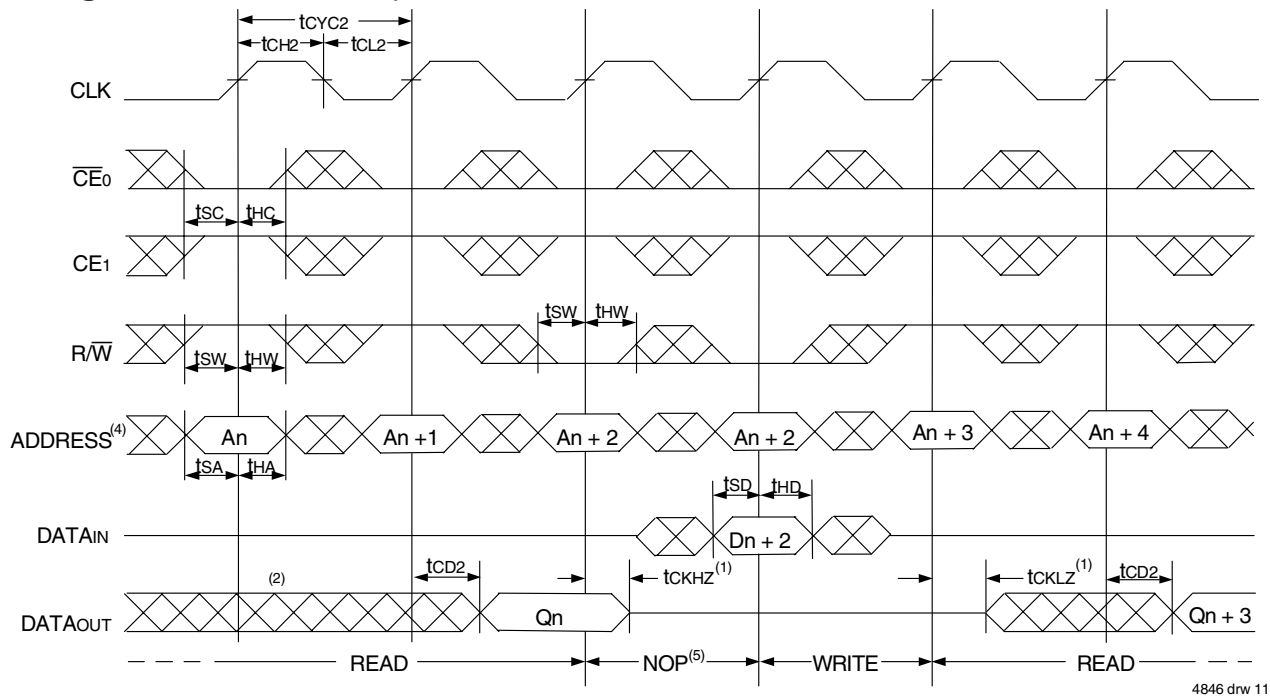 tCYC2
tCH2 tCL2
CLK
CE0
tSC tHC
CE1
tSW tHW
R/W
tSW tHW
ADDRESS(4) An An +1 An + 2 An + 2 An + 3 An + 4
tSA tHA
tSD tHD
DATAIN Dn + 2
tCD2 tCKHZ(1) tCKLZ(1) tCD2
(2)
DATAOUT Qn Qn + 3
READ NOP(5) WRITE READ
4846 drw 11